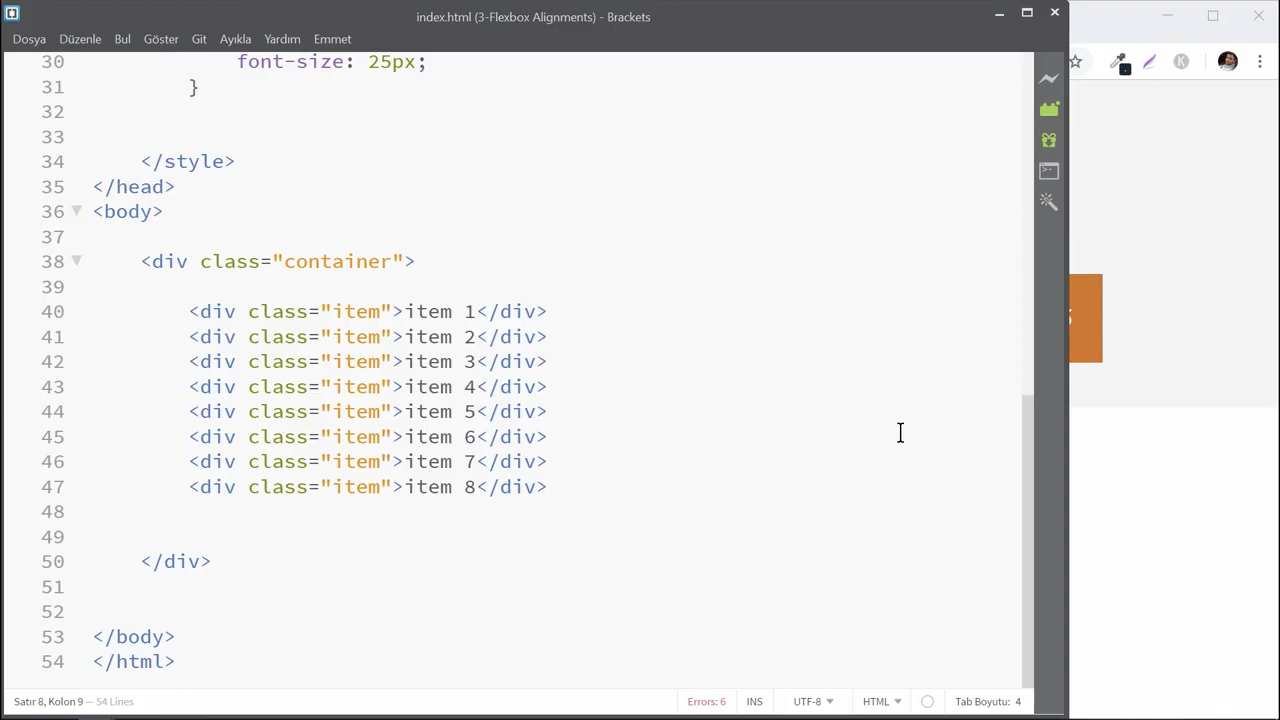 index.html (3-Flexbox Alignments) - Brackets
Dosya Düzenle Bul Göster Git Ayıkla Yardım Emmet
30 font-size: 25px;
31 }
32
33
34 </style>
35 </head>
36 <body>
37
38 <div class="container">
39
40 <div class="item">item 1</div>
41 <div class="item">item 2</div>
42 <div class="item">item 3</div>
43 <div class="item">item 4</div>
44 <div class="item">item 5</div>
45 <div class="item">item 6</div>
46 <div class="item">item 7</div>
47 <div class="item">item 8</div>
48
49
50 </div>
51
52
53 </body>
54 </html>
Satır 8, Kolon 9 — 54 Lines
Errors: 6 INS UTF-8 HTML Tab Boyutu: 4
K